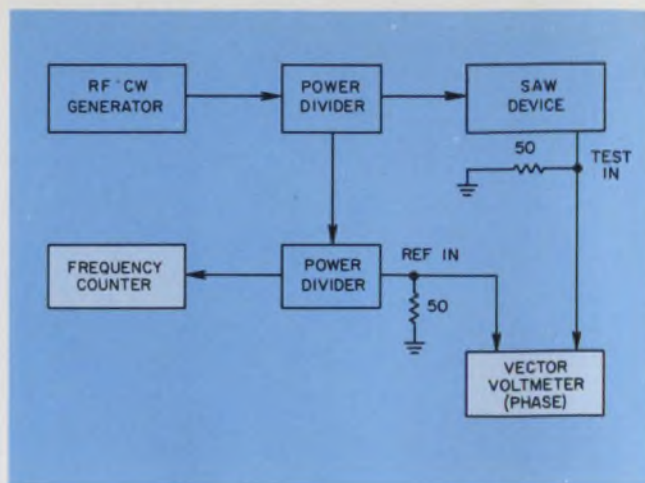 RF CW
GENERATOR
POWER
DIVIDER
SAW
DEVICE
50
TEST
IN
FREQUENCY
COUNTER
POWER
DIVIDER
REF IN
50
VECTOR
VOLTMETER
(PHASE)